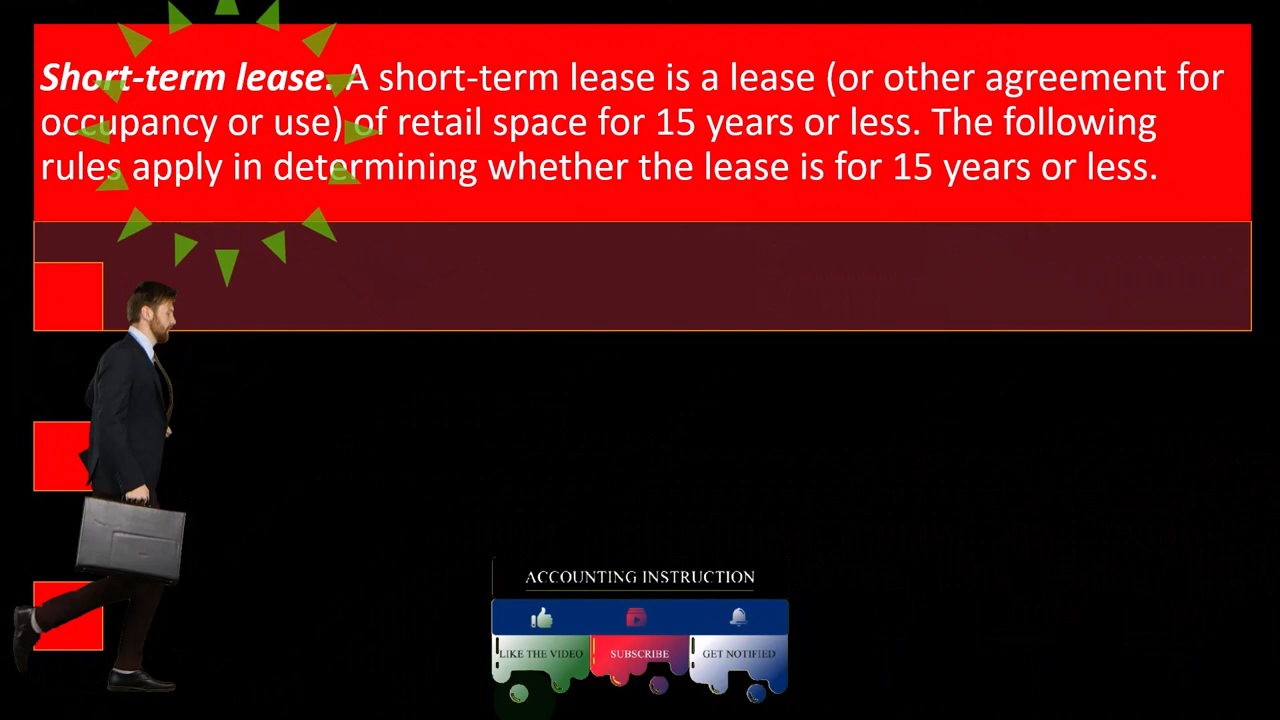 Short-term lease. A short-term lease is a lease (or other agreement for
occupancy or use) of retail space for 15 years or less. The following
rules apply in determining whether the lease is for 15 years or less.
ACCOUNTING INSTRUCTION
LIKE THE VIDEO
SUBSCRIBE
GET NOTIFIED